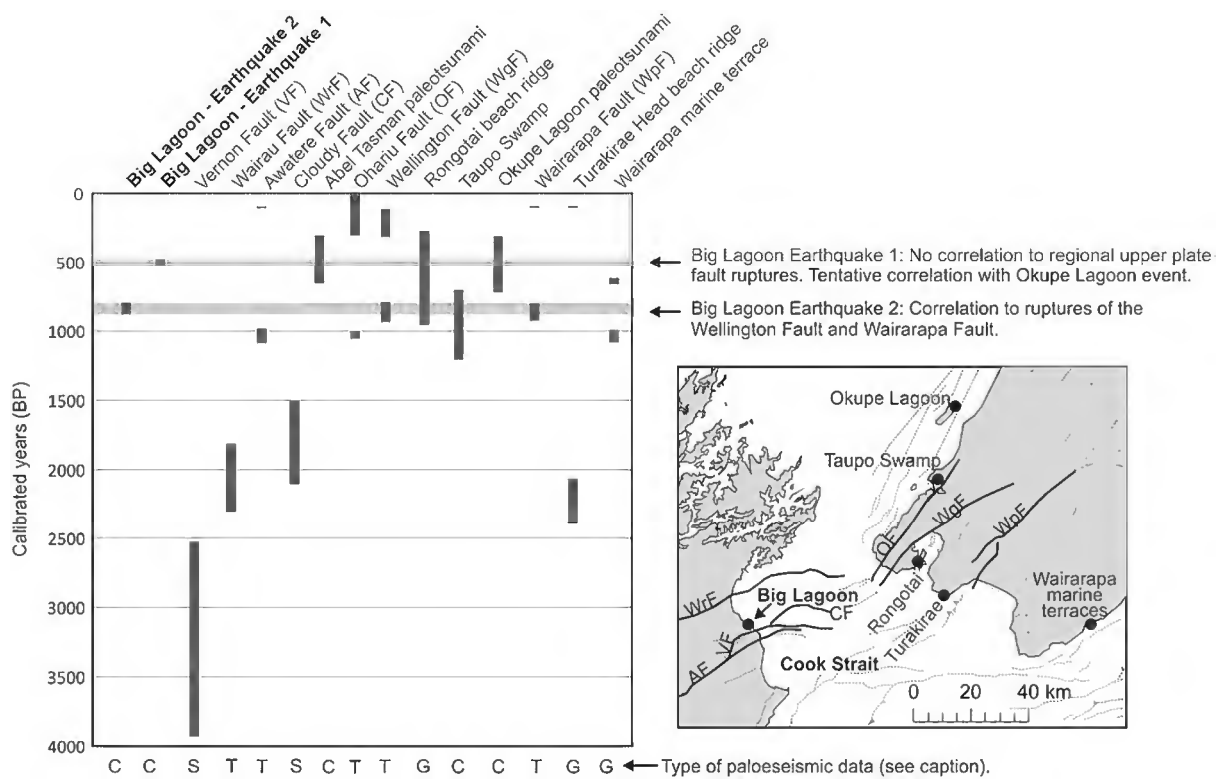 Big Lagoon - Earthquake 2
Big Lagoon - Earthquake 1
Vernon Fault (VF)
Wairau Fault (WrF)
Awatere Fault (AF)
Cloudy Fault (CF)
Abel Tasman paleotsunami
Ohariu Fault (OF)
Wellington Fault (WgF)
Rongotai beach ridge
Taupo Swamp
Okupe Lagoon paleotsunami
Wairarapa Fault (WpF)
Turakirae Head beach ridge
Wairarapa marine terrace
Calibrated years (BP)
0
500
1000
1500
2000
2500
3000
3500
4000
C C S T T S C T T G C C T G G
Type of paloeseismic data (see caption).
Big Lagoon Earthquake 1: No correlation to regional upper plate
fault ruptures. Tentative correlation with Okupe Lagoon event.
Big Lagoon Earthquake 2: Correlation to ruptures of the
Wellington Fault and Wairarapa Fault.
Okupe Lagoon
Taupo Swamp
OF
WgF
WpF
WrF
Big Lagoon
CF
Rongotai
Turakirae
Wairarapa
marine
terraces
VF
AF
Cook Strait
0 20 40 km